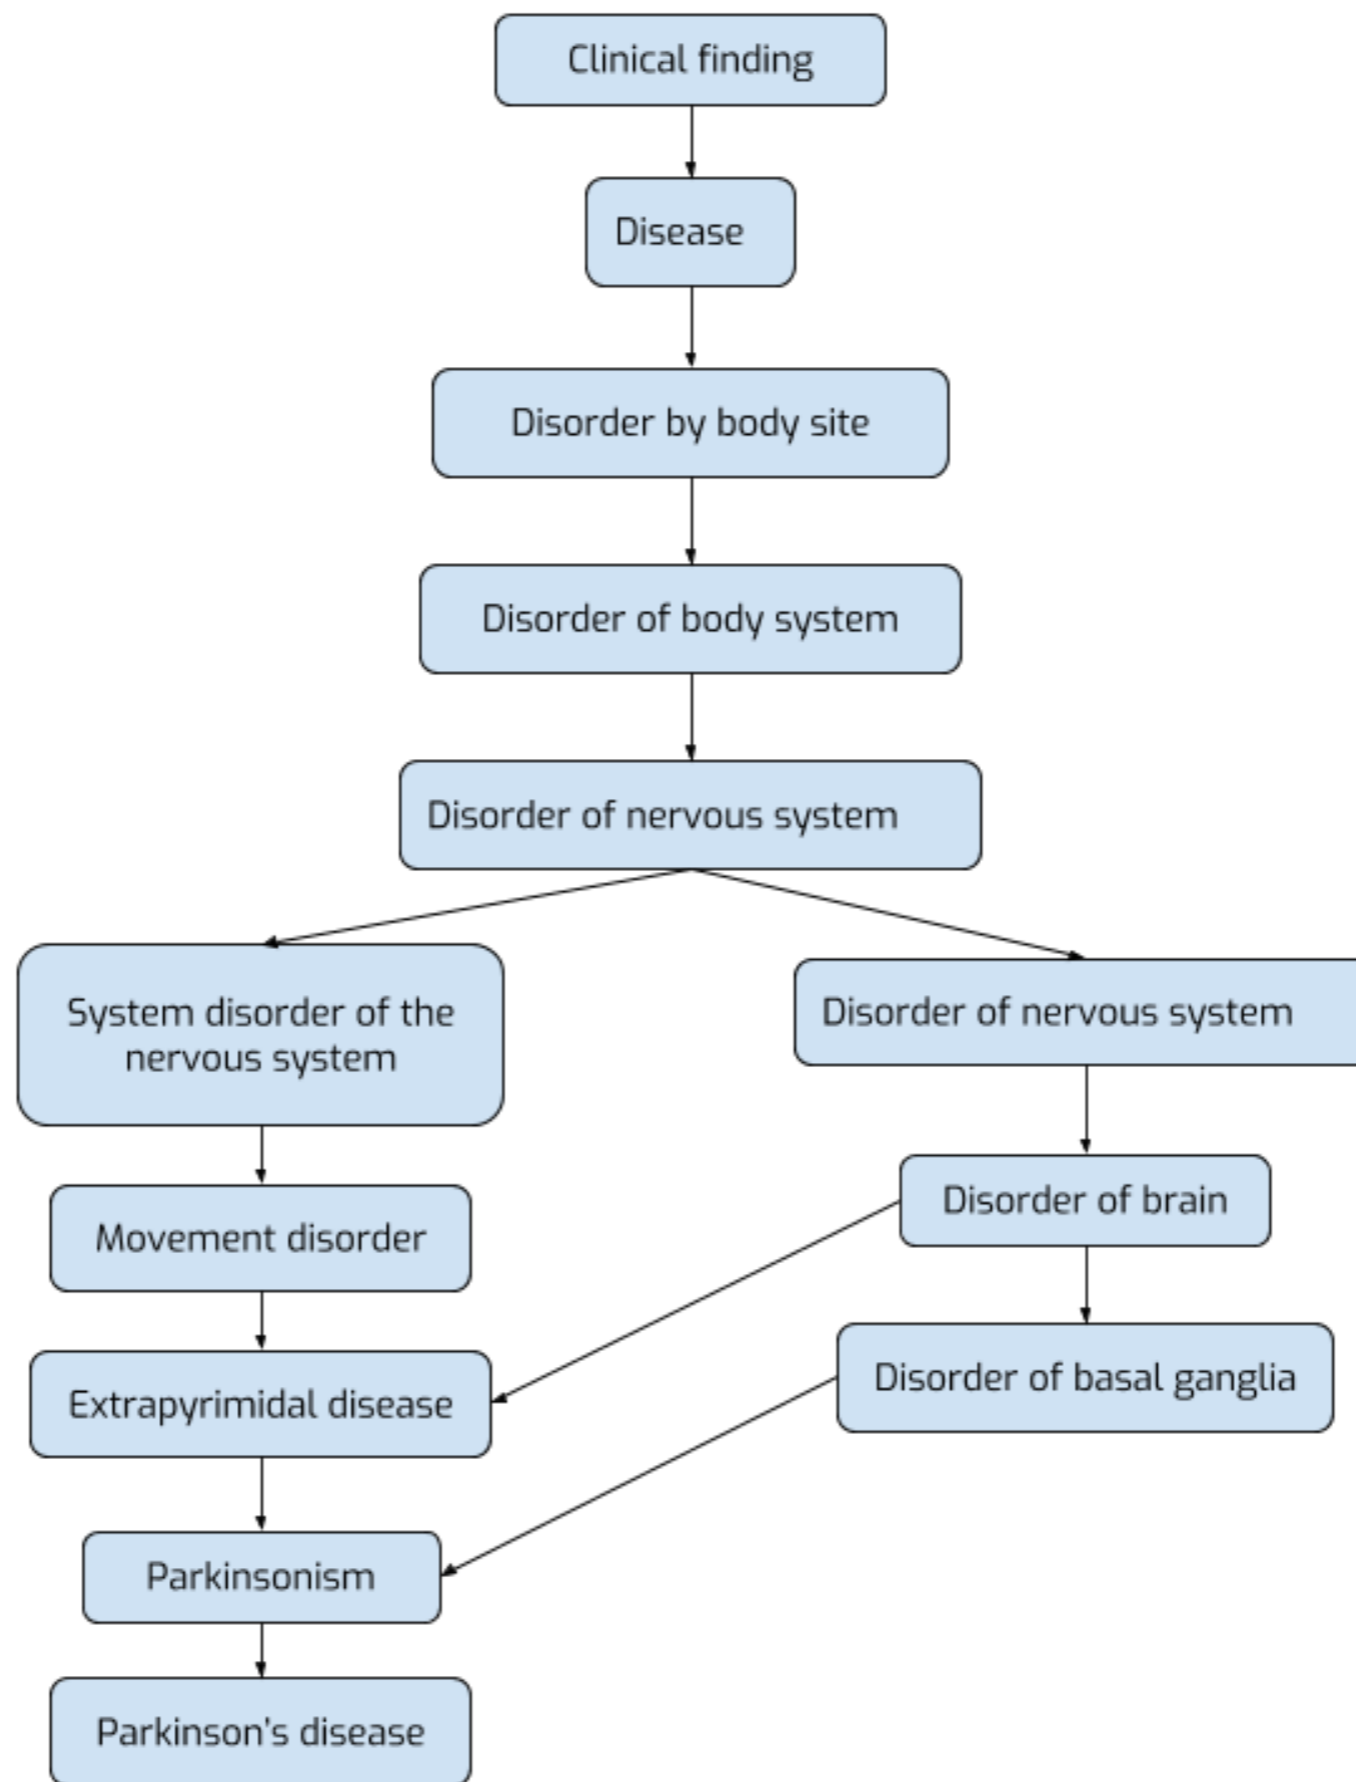 Clinical finding
Disease
Disorder by body site
Disorder of body system
Disorder of nervous system
System disorder of the
nervous system
Disorder of nervous system
Movement disorder
Disorder of brain
Extrapyrimidal disease
Disorder of basal ganglia
Parkinsonism
Parkinson's disease